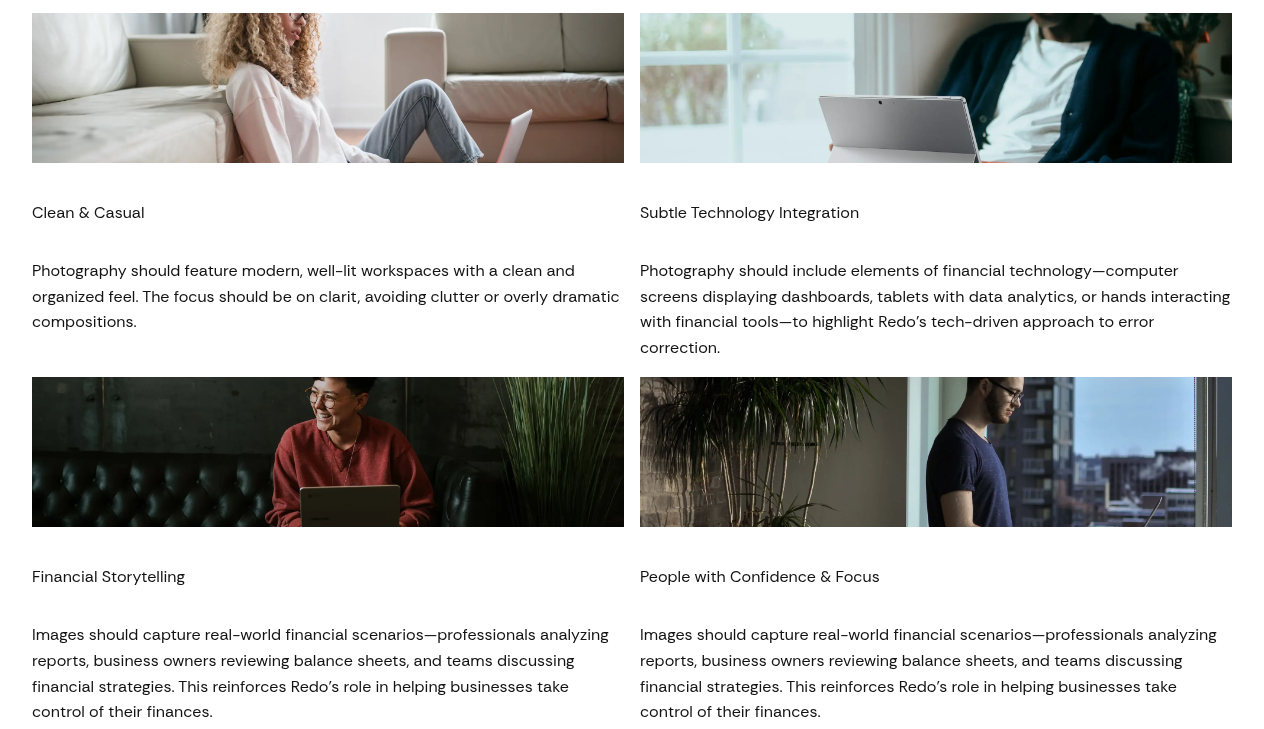 Clean & Casual
Photography should feature modern, well-lit workspaces with a clean and
organized feel. The focus should be on clarit, avoiding clutter or overly dramatic
compositions.
Subtle Technology Integration
Photography should include elements of financial technology—computer
screens displaying dashboards, tablets with data analytics, or hands interacting
with financial tools—to highlight Redo’s tech-driven approach to error
correction.
Financial Storytelling
Images should capture real-world financial scenarios—professionals analyzing
reports, business owners reviewing balance sheets, and teams discussing
financial strategies. This reinforces Redo’s role in helping businesses take
control of their finances.
People with Confidence & Focus
Images should capture real-world financial scenarios—professionals analyzing
reports, business owners reviewing balance sheets, and teams discussing
financial strategies. This reinforces Redo’s role in helping businesses take
control of their finances.